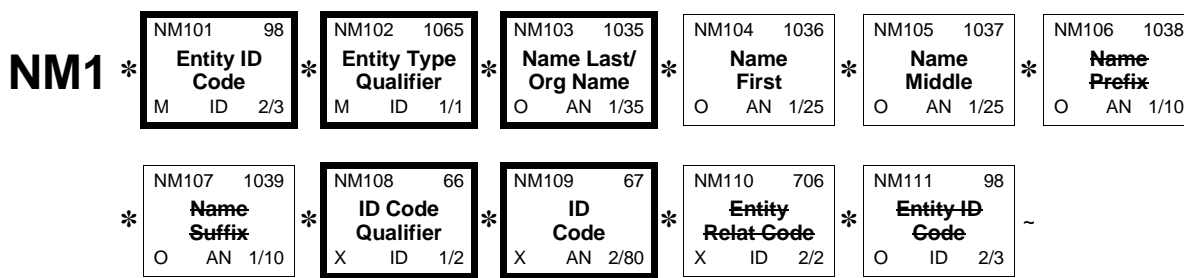 NM101 98 NM102 1065 NM103 1035 NM104 1036 NM105 1037 NM106 1038
NM1 * Entity ID Code * Entity Type Qualifier * Name Last/ Org Name * Name First * Name Middle * Name Prefix
M ID 2/3 M ID 1/1 O AN 1/35 O AN 1/25 O AN 1/25 O AN 1/10
NM107 1039 NM108 66 NM109 67 NM110 706 NM111 98
* Name Suffix * ID Code Qualifier * ID Code * Entity Relat Code * Entity ID Code ~
O AN 1/10 X ID 1/2 X AN 2/80 X ID 2/2 O ID 2/3